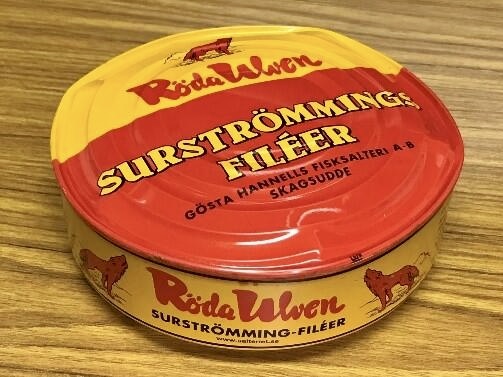 Röda Ulven
SURSTRÖMMINGS
FILÉER
GÖSTA HANNELLS FISKSALTERI A-B
SKAGSUDDE
Röda Ulven
SURSTRÖMMING-FILÉER